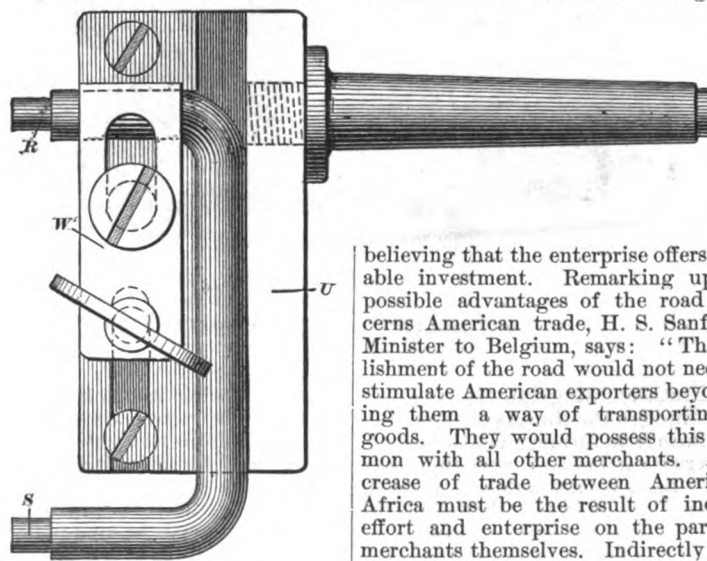 R
W
U
S
believing that the enterprise offers
able investment. Remarking up
possible advantages of the road
cerns American trade, H. S. Sanf
Minister to Belgium, says: “Th
lishment of the road would not nec
stimulate American exporters beyo
ing them a way of transportin
goods. They would possess this
mon with all other merchants.
crease of trade between Ameri
Africa must be the result of in
effort and enterprise on the par
merchants themselves. Indirectly